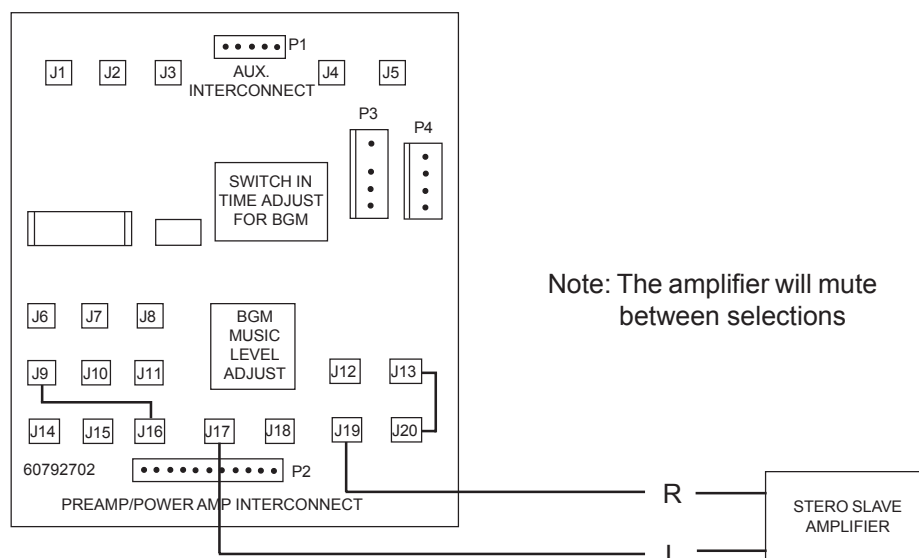 P1
J1 J2 J3 J4 J5
AUX.
INTERCONNECT
P3
P4
SWITCH IN
TIME ADJUST
FOR BGM
Note: The amplifier will mute
between selections
J6 J7 J8
BGM
MUSIC
LEVEL
ADJUST
J9 J10 J11 J12 J13
J14 J15 J16 J17 J18 J19 J20
60792702 P2
PREAMP/POWER AMP INTERCONNECT
R
STERO SLAVE
AMPLIFIER